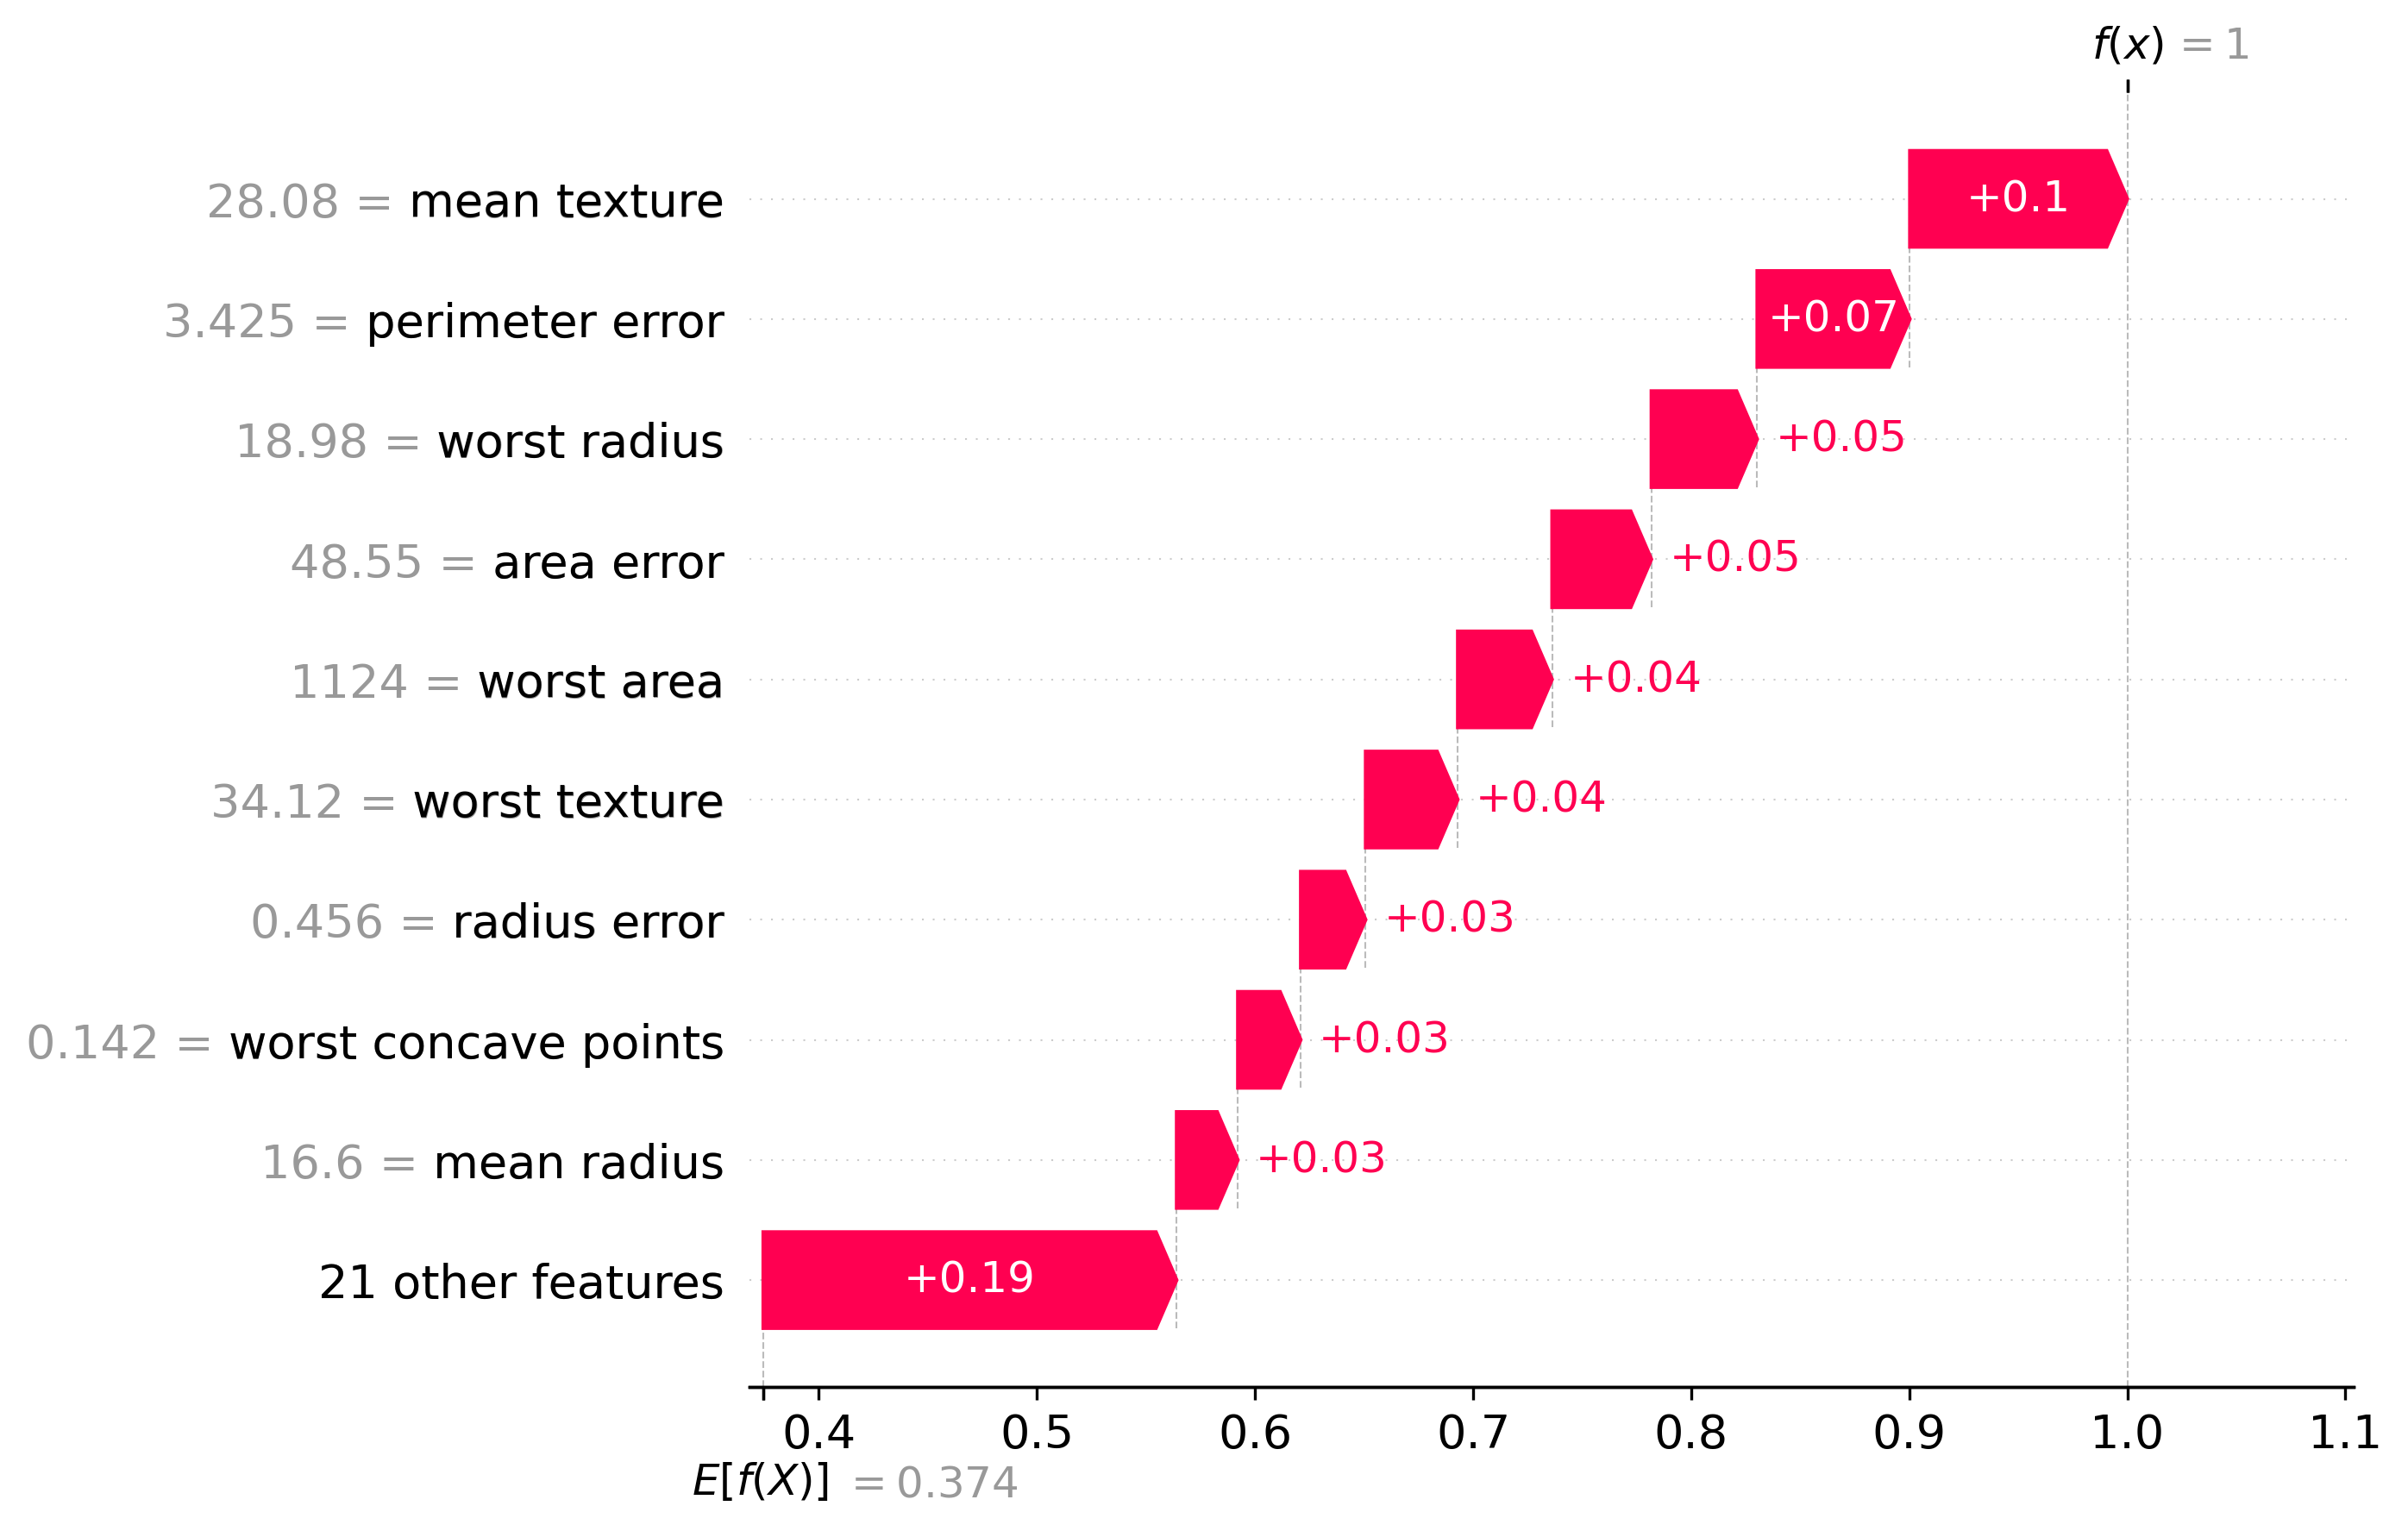 f(x) = 1
28.08 = mean texture
+0.1
3.425 = perimeter error
+0.07
18.98 = worst radius
+0.05
48.55 = area error
+0.05
1124 = worst area
+0.04
34.12 = worst texture
+0.04
0.456 = radius error
+0.03
0.142 = worst concave points
+0.03
16.6 = mean radius
+0.03
21 other features
+0.19
0.4 0.5 0.6 0.7 0.8 0.9 1.0 1.1
E[f(X)] = 0.374